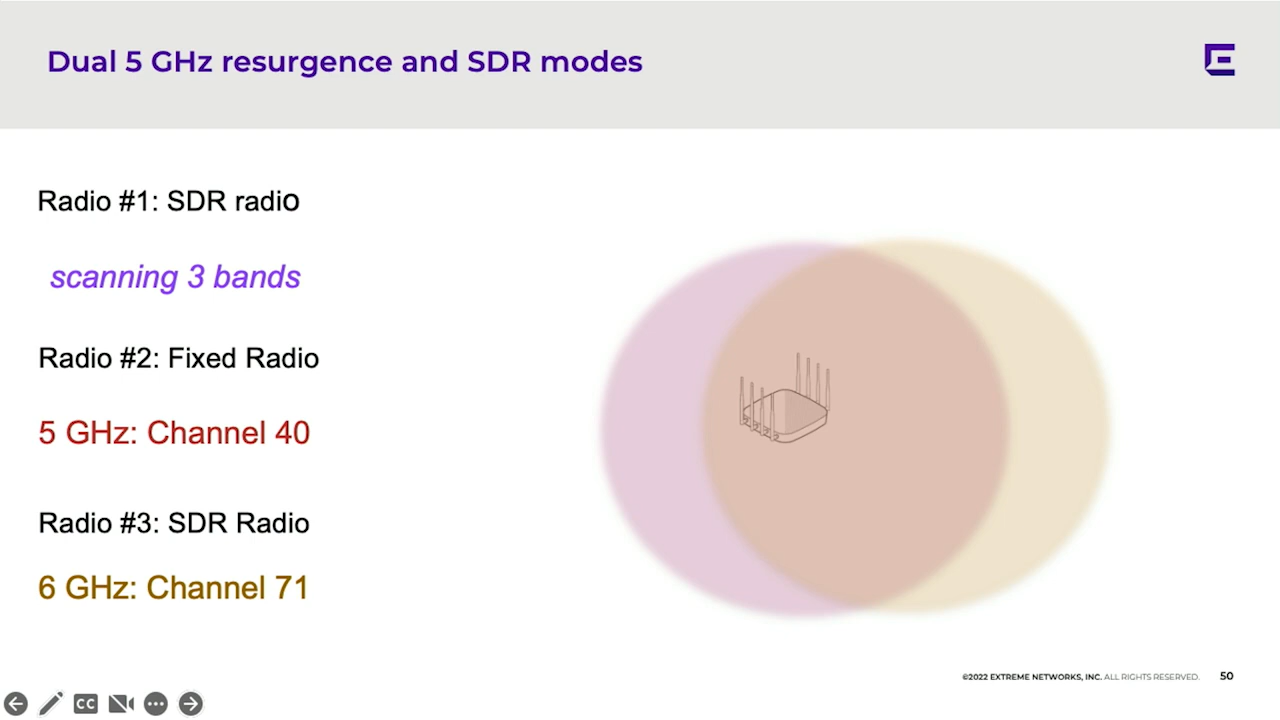 Dual 5 GHz resurgence and SDR modes
Radio #1: SDR radio
scanning 3 bands
Radio #2: Fixed Radio
5 GHz: Channel 40
Radio #3: SDR Radio
6 GHz: Channel 71
©2022 EXTREME NETWORKS, INC. ALL RIGHTS RESERVED. 50
CC